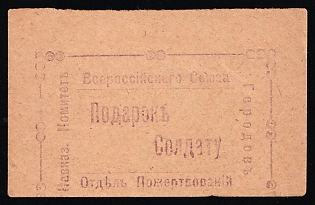 Кавказ. Комитетъ
Всероссійскаго Союза
Городовъ
Подарокъ
Солдату
Отдѣлъ Пожертвованій